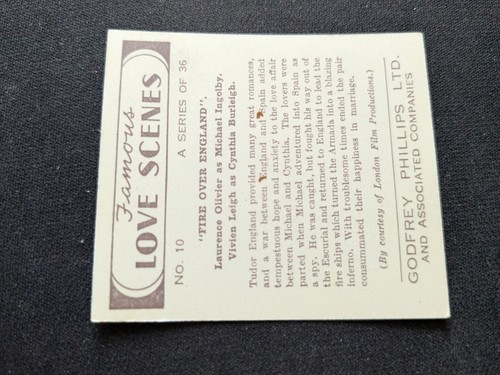 Famous
LOVE SCENES
NO. 10 A SERIES OF 36
"FIRE OVER ENGLAND".
Laurence Olivier as Michael Ingolby.
Vivien Leigh as Cynthia Burleigh.
Tudor England provided many great romances,
and a war between England and Spain added
tempestuous hope and anxiety to the love affair
between Michael and Cynthia. The lovers were
parted when Michael adventured into Spain as
a spy. He was caught, but fought his way out of
the Escurial and returned to England to lead the
fire ships which turned the Armada into a blazing
inferno. With troublesome times ended the pair
consummated their happiness in marriage.
(By courtesy of London Film Productions.)
GODFREY PHILLIPS LTD.
AND ASSOCIATED COMPANIES